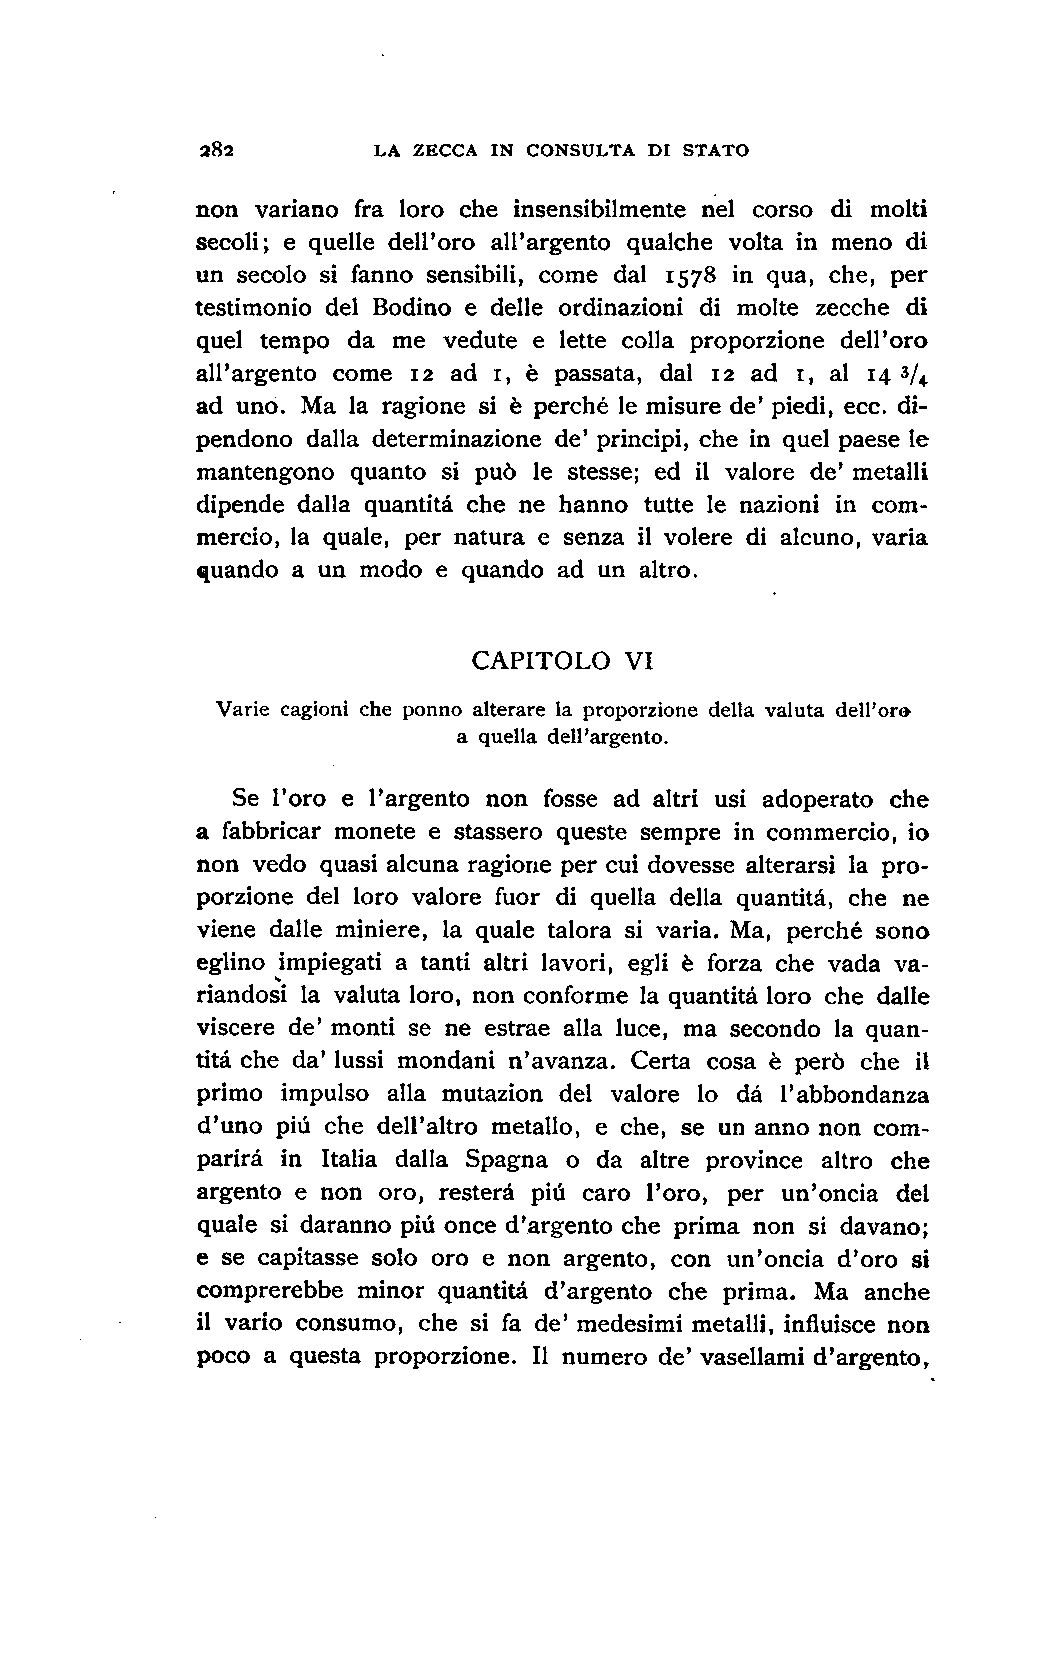 282 LA ZECCA IN CONSULTA DI STATO
non variano fra loro che insensibilmente nel corso di molti
secoli; e quelle dell'oro all'argento qualche volta in meno di
un secolo si fanno sensibili, come dal 1578 in qua, che, per
testimonio del Bodino e delle ordinazioni di molte zecche di
quel tempo da me vedute e lette colla proporzione dell'oro
all'argento come 12 ad 1, è passata, dal 12 ad 1, al 14 3/4
ad uno. Ma la ragione si è perché le misure de' piedi, ecc. di-
pendono dalla determinazione de' principi, che in quel paese le
mantengono quanto si può le stesse; ed il valore de' metalli
dipende dalla quantitá che ne hanno tutte le nazioni in com-
mercio, la quale, per natura e senza il volere di alcuno, varia
quando a un modo e quando ad un altro.
CAPITOLO VI
Varie cagioni che ponno alterare la proporzione della valuta dell'oro
a quella dell'argento.
Se l'oro e l'argento non fosse ad altri usi adoperato che
a fabbricar monete e stassero queste sempre in commercio, io
non vedo quasi alcuna ragione per cui dovesse alterarsi la pro-
porzione del loro valore fuor di quella della quantitá, che ne
viene dalle miniere, la quale talora si varia. Ma, perché sono
eglino impiegati a tanti altri lavori, egli è forza che vada va-
riandosi la valuta loro, non conforme la quantitá loro che dalle
viscere de' monti se ne estrae alla luce, ma secondo la quan-
titá che da' lussi mondani n'avanza. Certa cosa è però che il
primo impulso alla mutazion del valore lo dá l'abbondanza
d'uno piú che dell'altro metallo, e che, se un anno non com-
parirá in Italia dalla Spagna o da altre province altro che
argento e non oro, resterá piú caro l'oro, per un'oncia del
quale si daranno piú once d'argento che prima non si davano;
e se capitasse solo oro e non argento, con un'oncia d'oro si
comprerebbe minor quantitá d'argento che prima. Ma anche
il vario consumo, che si fa de' medesimi metalli, influisce non
poco a questa proporzione. Il numero de' vasellami d'argento,